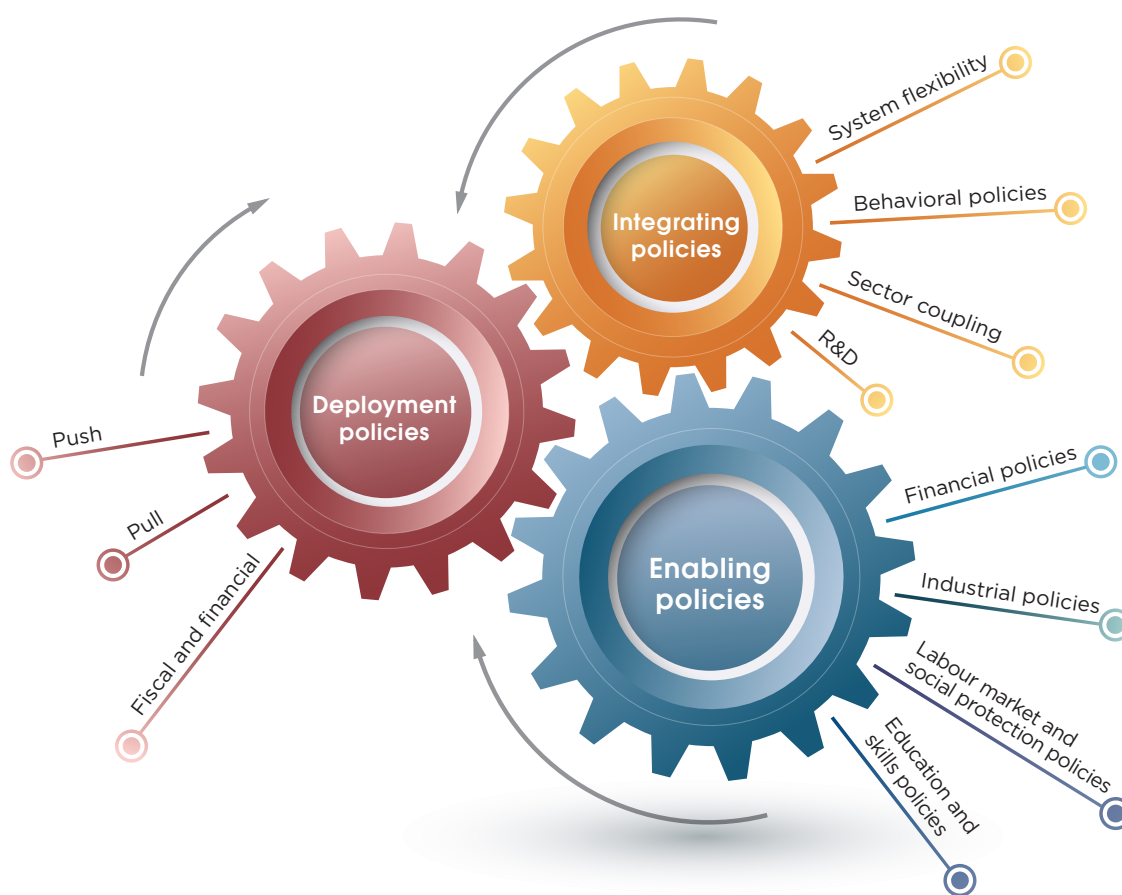 System flexibility
Behavioral policies
Integrating
policies
Sector coupling
R&D
Deployment
policies
Push
Pull
Fiscal and financial
Financial policies
Enabling
policies
Industrial policies
Labour market and
social protection policies
Education and
skills policies